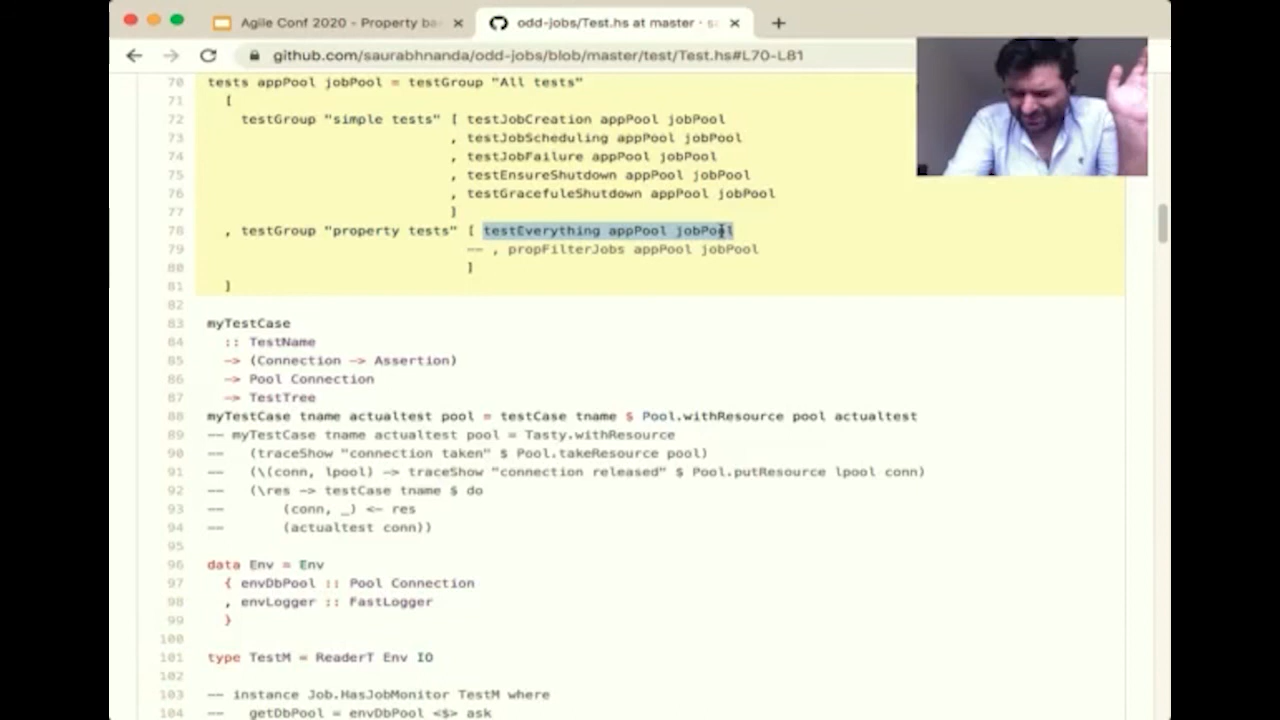 Agile Conf 2020 - Property ba
odd-jobs/Test.hs at master · s
github.com/saurabhnanda/odd-jobs/blob/master/test/Test.hs#L70-L81
70 tests appPool jobPool = testGroup "All tests"
71 [
72 testGroup "simple tests" [ testJobCreation appPool jobPool
73 , testJobScheduling appPool jobPool
74 , testJobFailure appPool jobPool
75 , testEnsureShutdown appPool jobPool
76 , testGracefuleShutdown appPool jobPool
77 ]
78 , testGroup "property tests" [ testEverything appPool jobPool
79 -- , propFilterJobs appPool jobPool
80 ]
81 ]
82
83 myTestCase
84 :: TestName
85 -> (Connection -> Assertion)
86 -> Pool Connection
87 -> TestTree
88 myTestCase tname actualtest pool = testCase tname $ Pool.withResource pool actualtest
89 -- myTestCase tname actualtest pool = Tasty.withResource
90 -- (traceShow "connection taken" $ Pool.takeResource pool)
91 -- (\(conn, lpool) -> traceShow "connection released" $ Pool.putResource lpool conn)
92 -- (\res -> testCase tname $ do
93 -- (conn, _) <- res
94 -- (actualtest conn))
95
96 data Env = Env
97 { envDbPool :: Pool Connection
98 , envLogger :: FastLogger
99 }
100
101 type TestM = ReaderT Env IO
102
103 -- instance Job.HasJobMonitor TestM where
104 -- getDbPool = envDbPool <$> ask